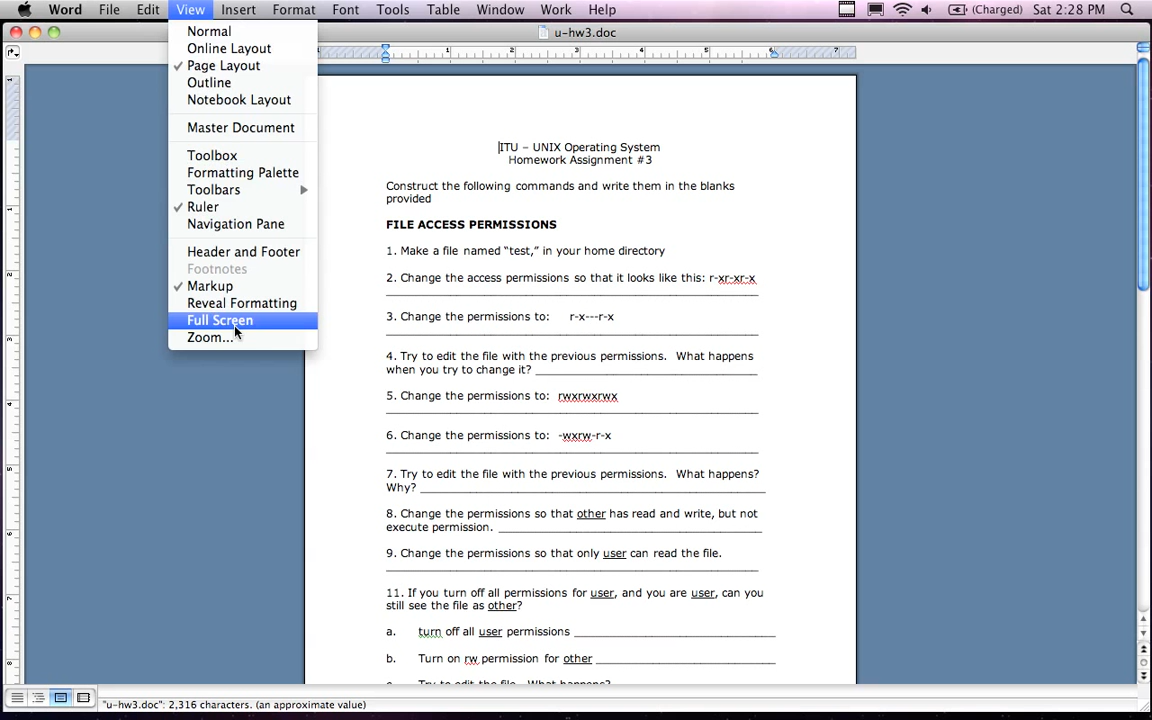 Word File Edit View Insert Format Font Tools Table Window Work Help (Charged) Sat 2:28 PM
u-hw3.doc
Normal
Online Layout
Page Layout
Outline
Notebook Layout
Master Document
Toolbox
Formatting Palette
Toolbars
Ruler
Navigation Pane
Header and Footer
Footnotes
Markup
Reveal Formatting
Full Screen
Zoom...
1 2 3 4 5 6 7
ITU – UNIX Operating System
Homework Assignment #3
Construct the following commands and write them in the blanks
provided
FILE ACCESS PERMISSIONS
1. Make a file named “test,” in your home directory
2. Change the access permissions so that it looks like this: r-xr-xr-x
3. Change the permissions to: r-x---r-x
4. Try to edit the file with the previous permissions. What happens
when you try to change it?
5. Change the permissions to: rwxrwxrwx
6. Change the permissions to: -wxrw-r-x
7. Try to edit the file with the previous permissions. What happens?
Why?
8. Change the permissions so that other has read and write, but not
execute permission.
9. Change the permissions so that only user can read the file.
11. If you turn off all permissions for user, and you are user, can you
still see the file as other?
a. turn off all user permissions
b. Turn on rw permission for other
"u-hw3.doc": 2,316 characters. (an approximate value)